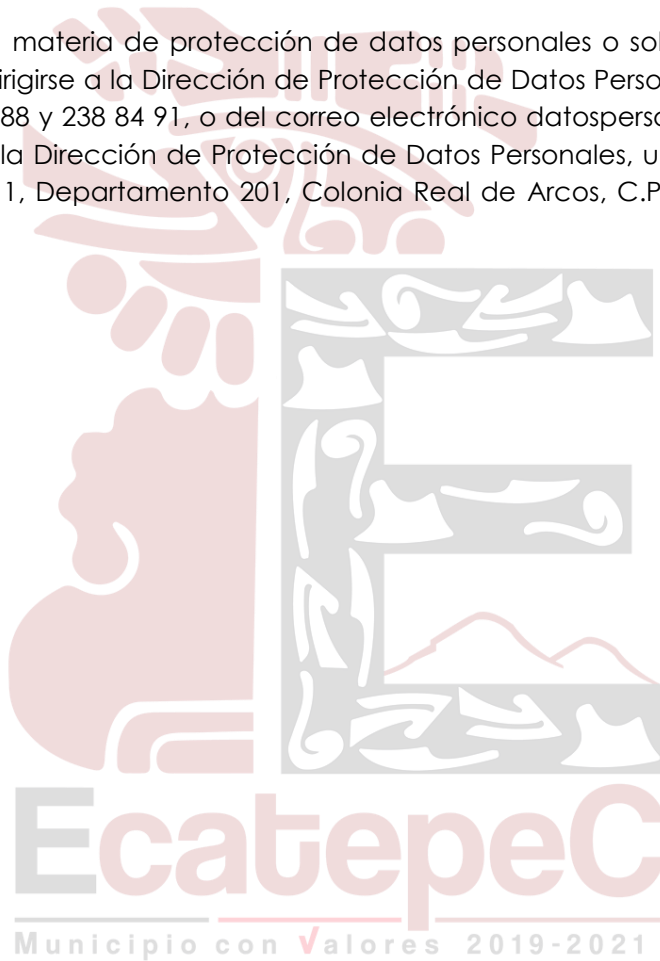 materia de protección de datos personales o sol
irigirse a la Dirección de Protección de Datos Perso
88 y 238 84 91, o del correo electrónico datosperso
la Dirección de Protección de Datos Personales, u
1, Departamento 201, Colonia Real de Arcos, C.P
EcatepeC
Municipio con Valores 2019-2021